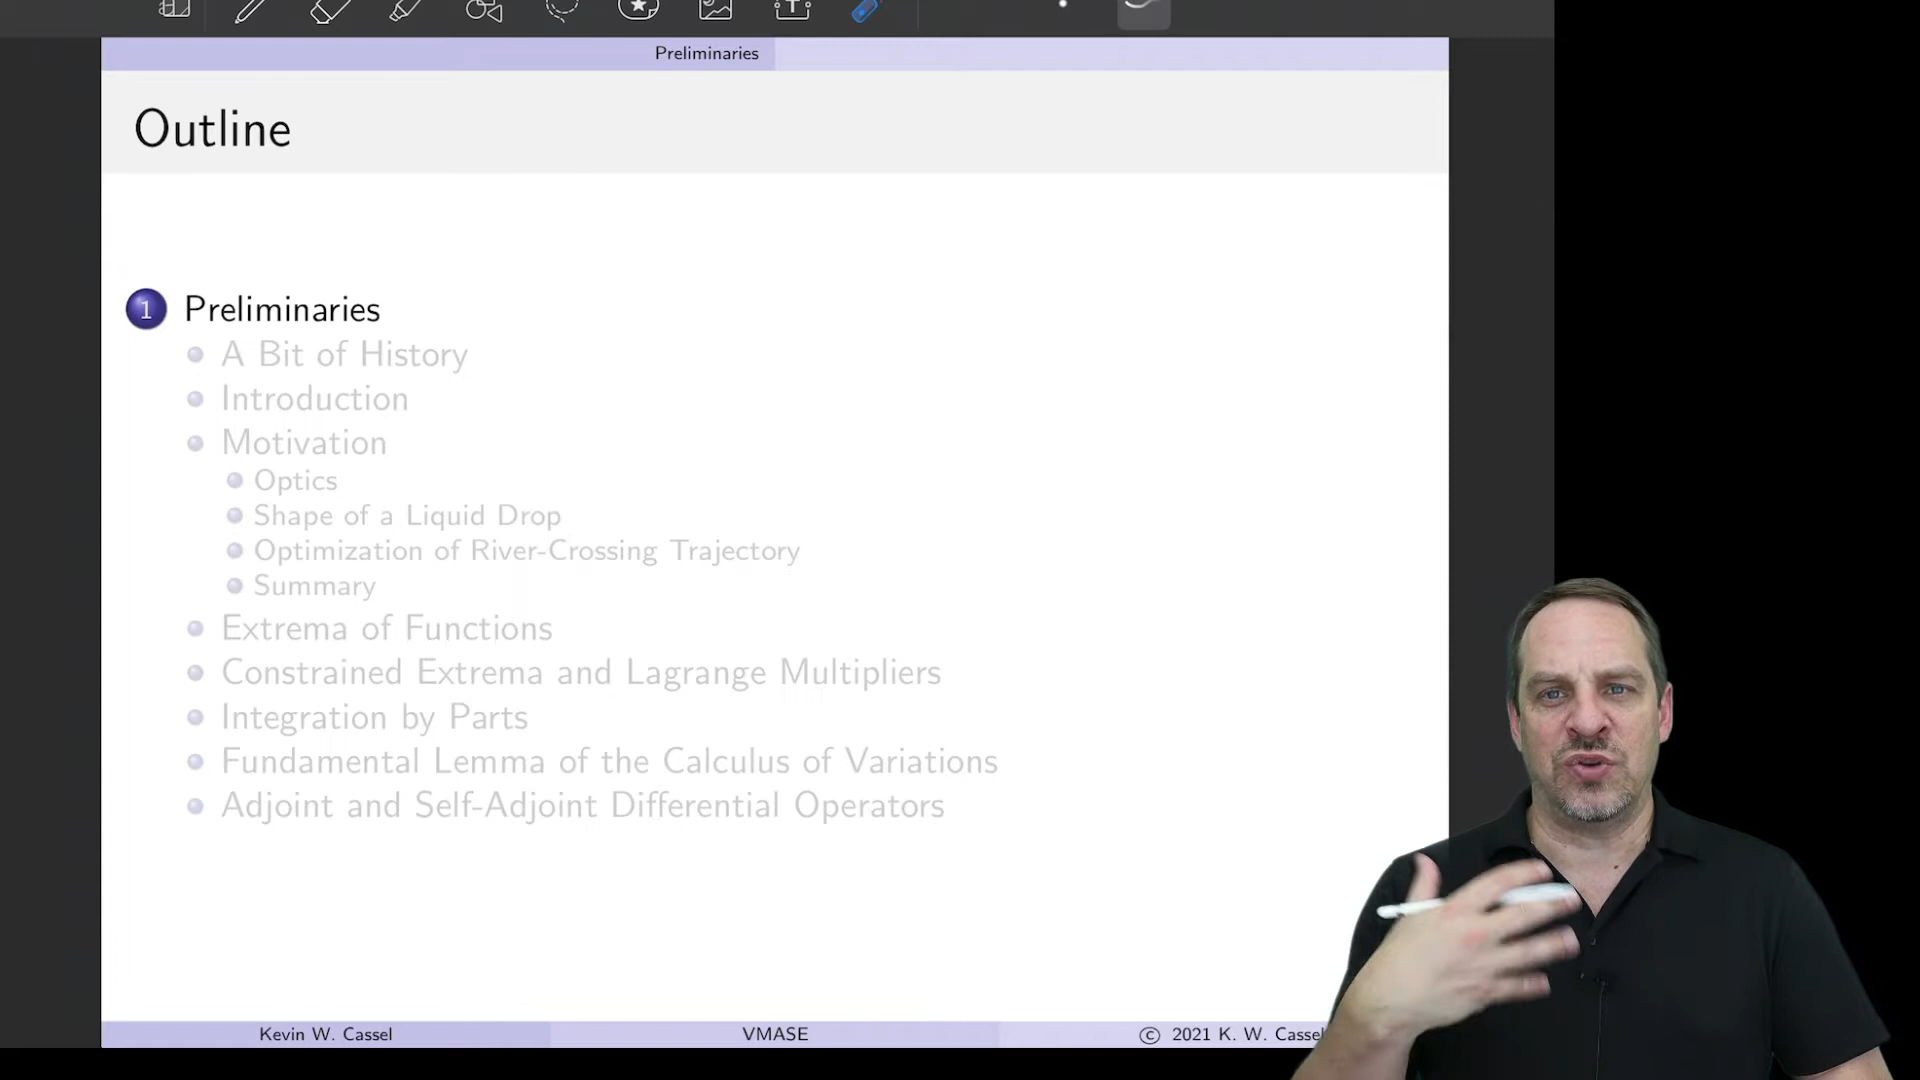 Preliminaries
Outline
1 Preliminaries
A Bit of History
Introduction
Motivation
Optics
Shape of a Liquid Drop
Optimization of River-Crossing Trajectory
Summary
Extrema of Functions
Constrained Extrema and Lagrange Multipliers
Integration by Parts
Fundamental Lemma of the Calculus of Variations
Adjoint and Self-Adjoint Differential Operators
Kevin W. Cassel VMASE © 2021 K. W. Cassel